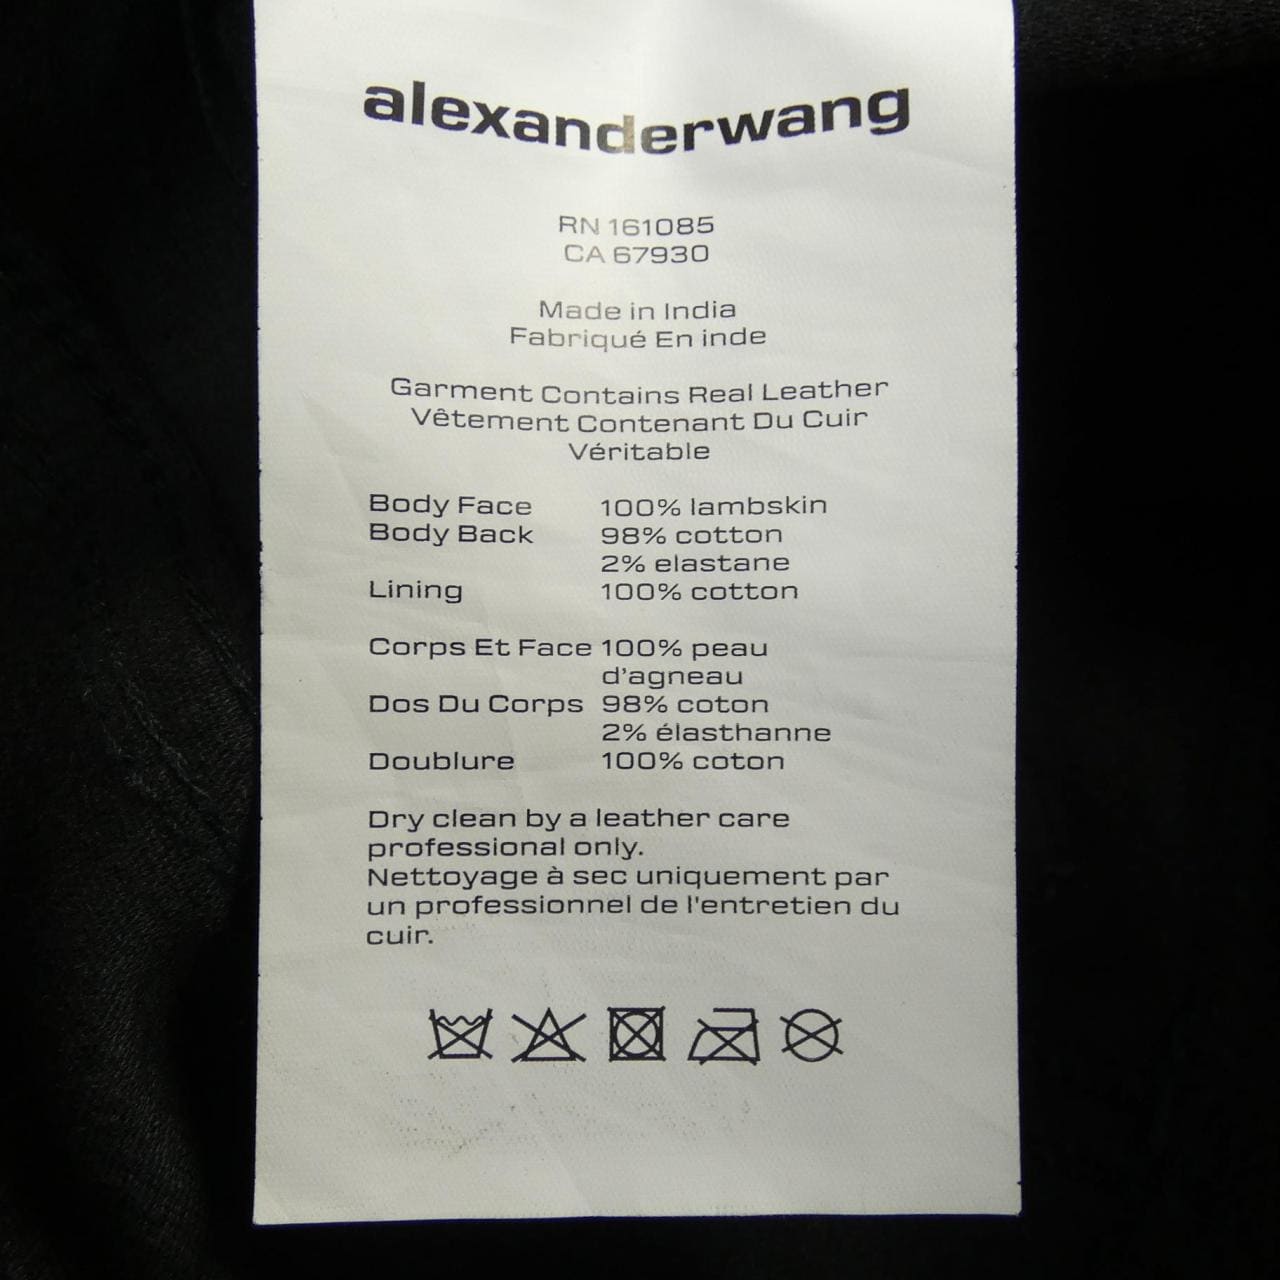 alexanderwang
RN 161085
CA 67930
Made in India
Fabriqué En inde
Garment Contains Real Leather
Vêtement Contenant Du Cuir
Véritable
Body Face 100% lambskin
Body Back 98% cotton
2% elastane
Lining 100% cotton
Corps Et Face 100% peau
d'agneau
Dos Du Corps 98% coton
2% élasthanne
Doublure 100% coton
Dry clean by a leather care
professional only.
Nettoyage à sec uniquement par
un professionnel de l'entretien du
cuir.